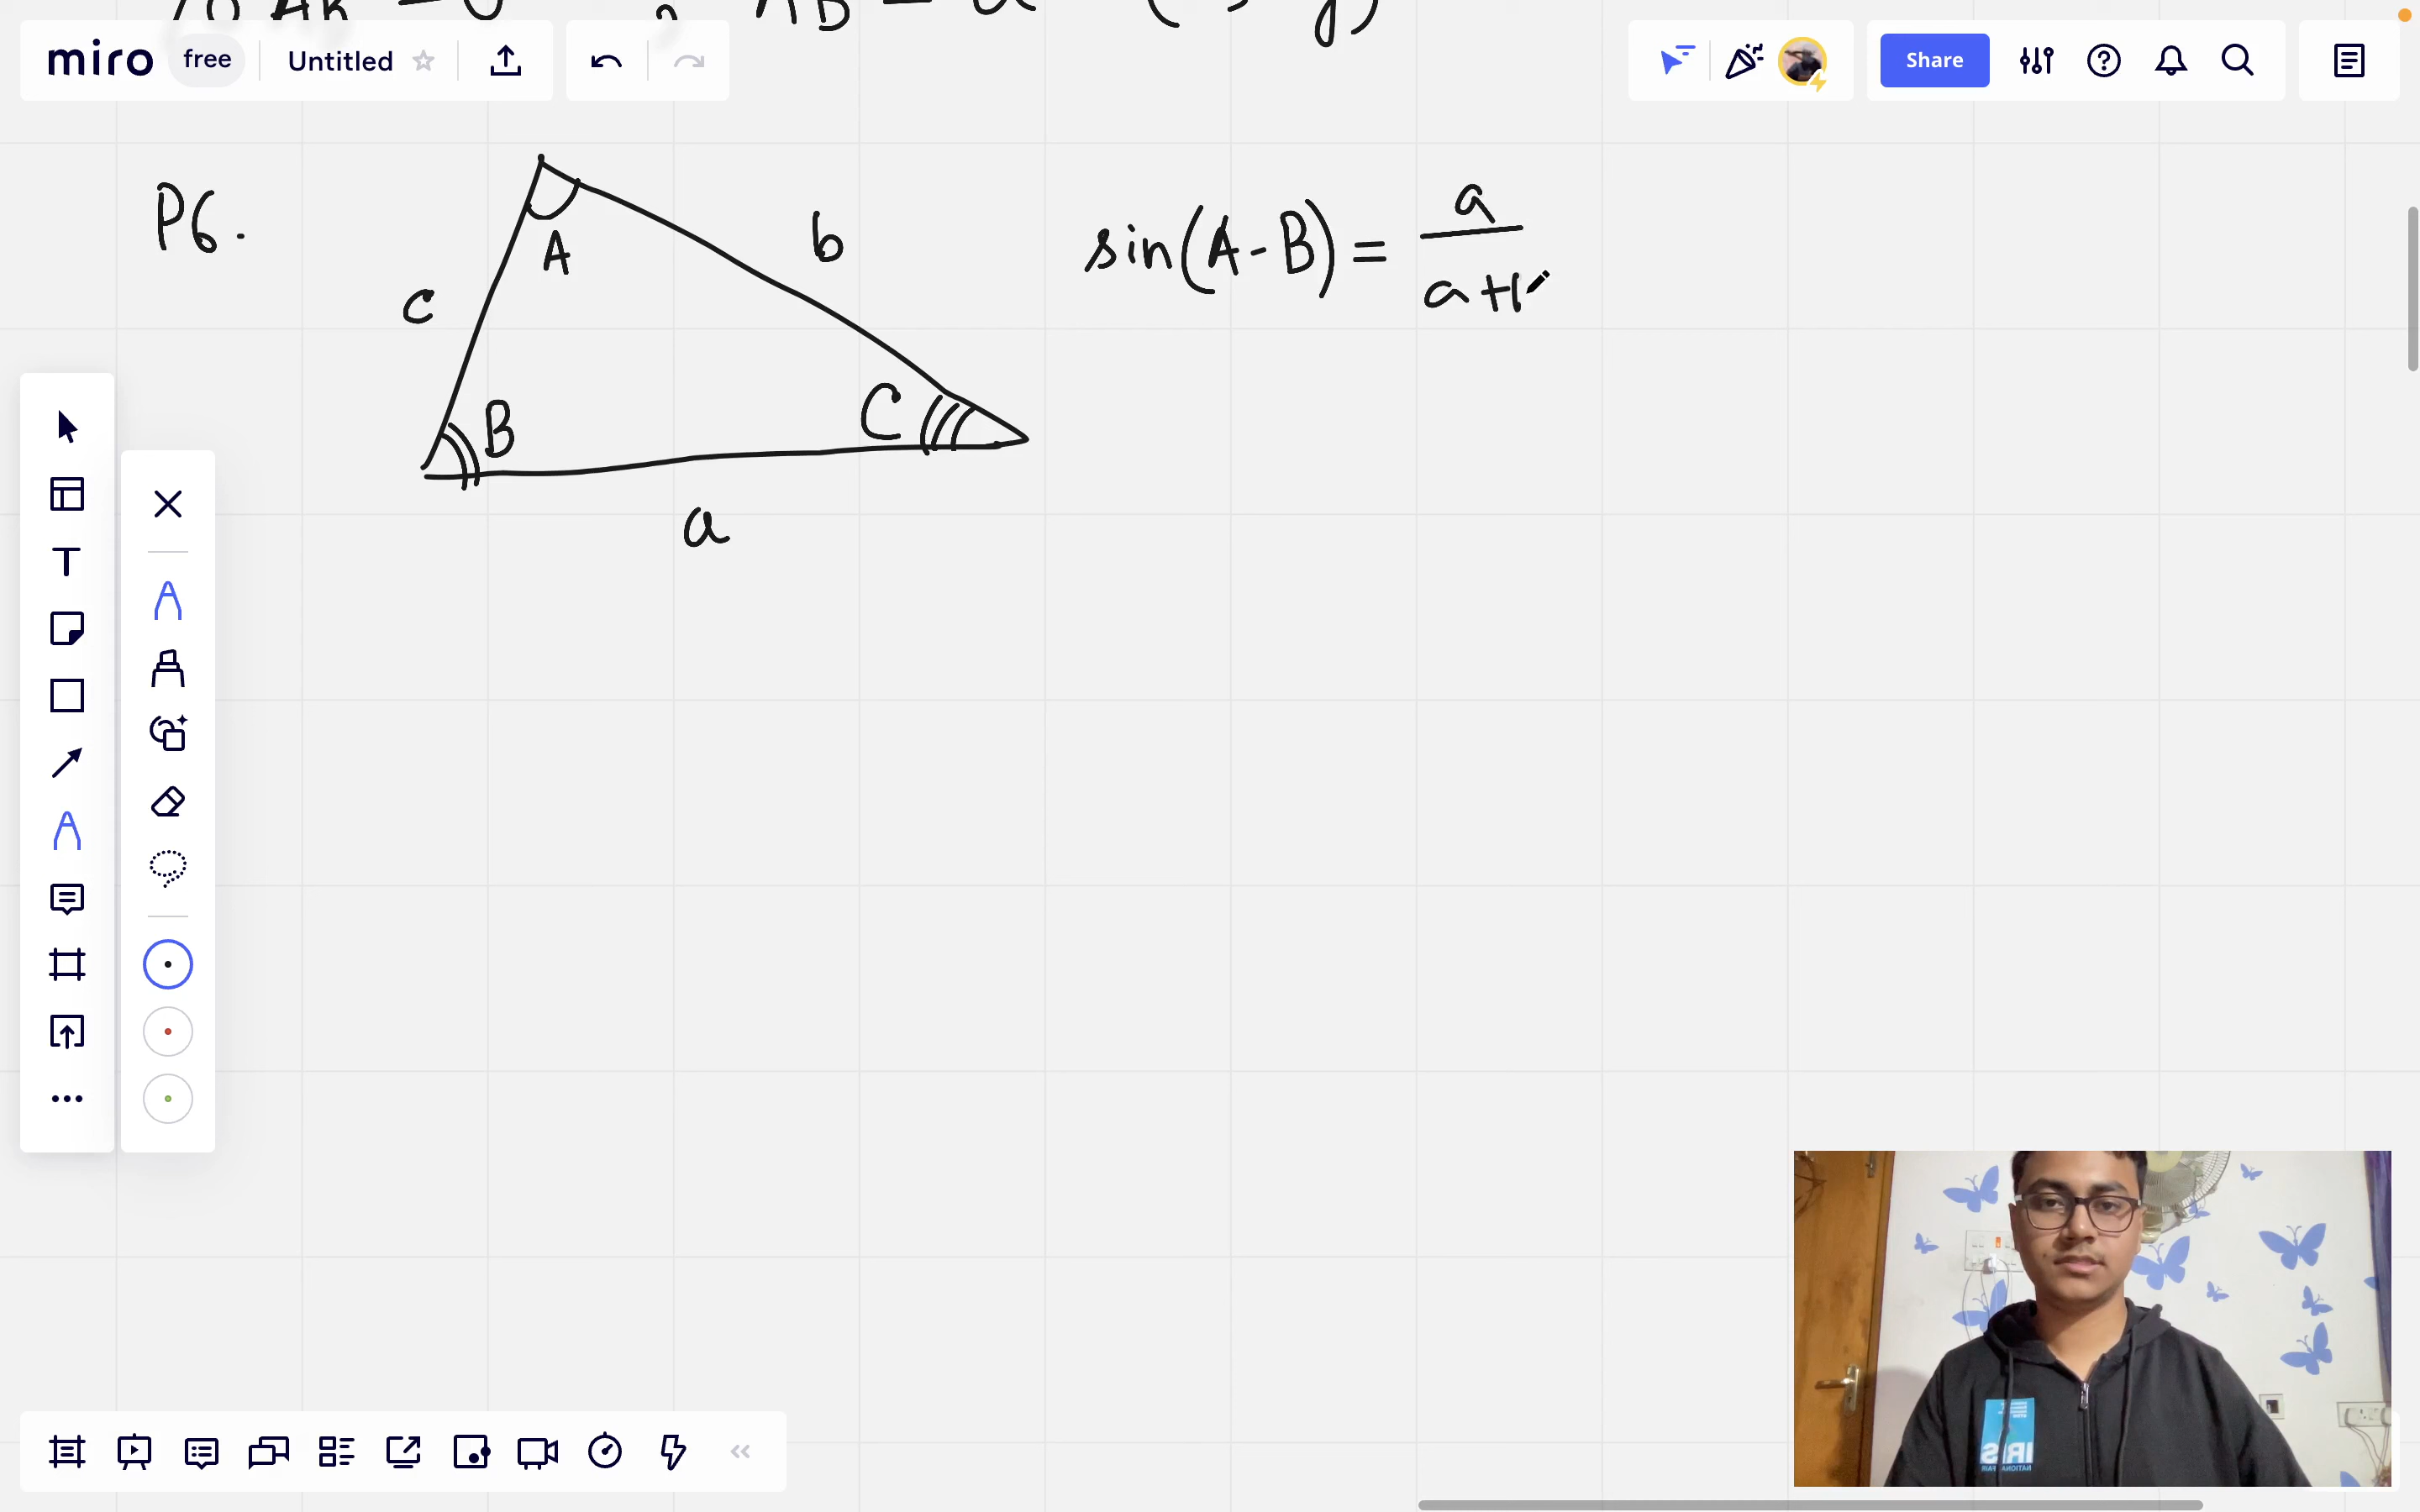 miro free Untitled Share
P6.
A
b
c
B
C
a
sin(A-B) = a
a+
T